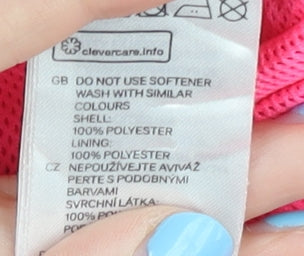 clevercare.info
GB DO NOT USE SOFTENER
WASH WITH SIMILAR
COLOURS
SHELL:
100% POLYESTER
LINING:
100% POLYESTER
CZ NEPOUŽÍVEJTE AVIVÁŽ
PERTE S PODOBNÝMI
BARVAMI
SVRCHNÍ LÁTKA:
100%